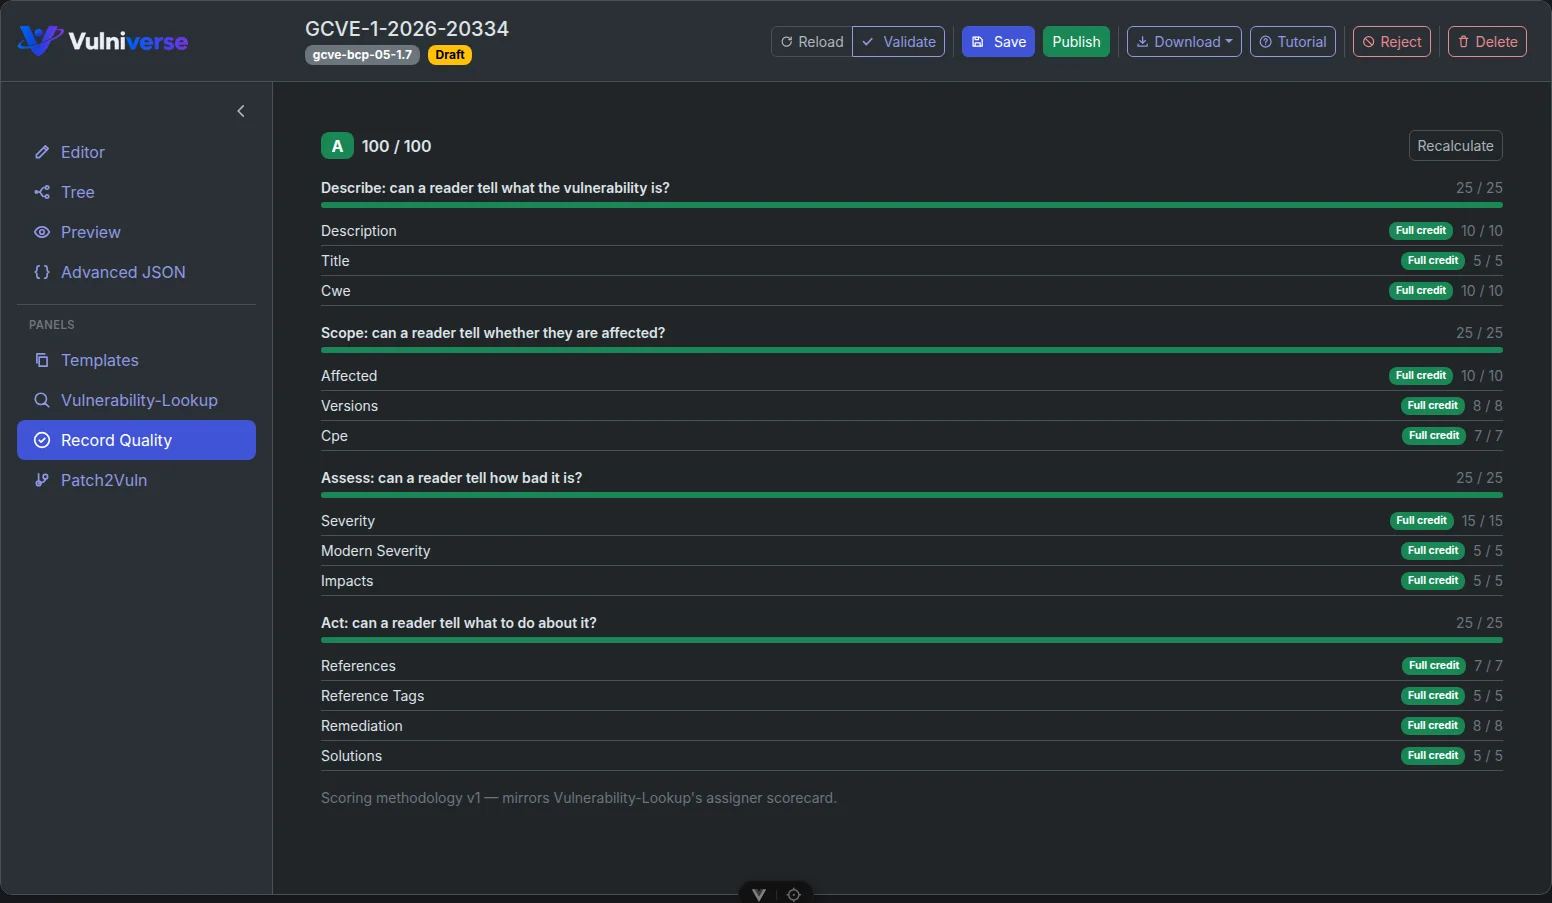 Vulniverse
GCVE-1-2026-20334
gcve-bcp-05-1.7 Draft
Reload Validate Save Publish Download Tutorial Reject Delete
Editor
Tree
Preview
Advanced JSON
PANELS
Templates
Vulnerability-Lookup
Record Quality
Patch2Vuln
A 100 / 100 Recalculate
Describe: can a reader tell what the vulnerability is? 25 / 25
Description Full credit 10 / 10
Title Full credit 5 / 5
Cwe Full credit 10 / 10
Scope: can a reader tell whether they are affected? 25 / 25
Affected Full credit 10 / 10
Versions Full credit 8 / 8
Cpe Full credit 7 / 7
Assess: can a reader tell how bad it is? 25 / 25
Severity Full credit 15 / 15
Modern Severity Full credit 5 / 5
Impacts Full credit 5 / 5
Act: can a reader tell what to do about it? 25 / 25
References Full credit 7 / 7
Reference Tags Full credit 5 / 5
Remediation Full credit 8 / 8
Solutions Full credit 5 / 5
Scoring methodology v1 — mirrors Vulnerability-Lookup's assigner scorecard.